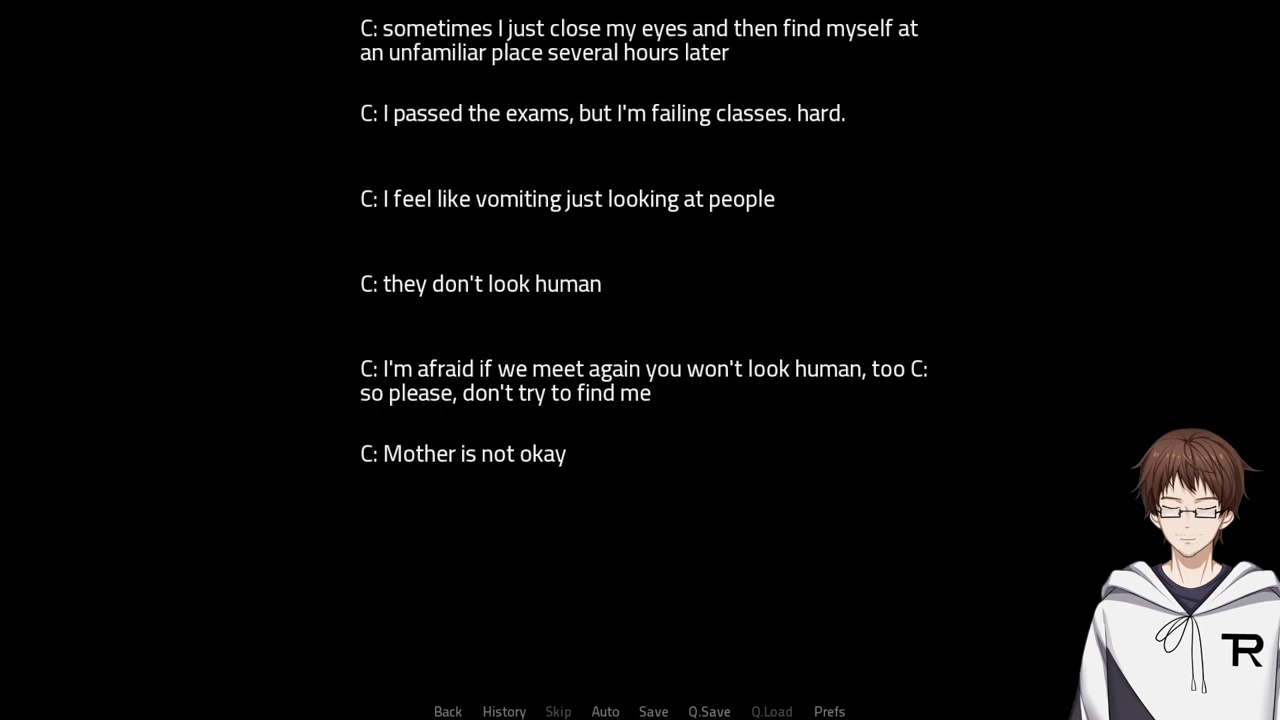 C: sometimes I just close my eyes and then find myself at
an unfamiliar place several hours later
C: I passed the exams, but I'm failing classes. hard.
C: I feel like vomiting just looking at people
C: they don't look human
C: I'm afraid if we meet again you won't look human, too C:
so please, don't try to find me
C: Mother is not okay
TR
Back History Skip Auto Save Q.Save Q.Load Prefs